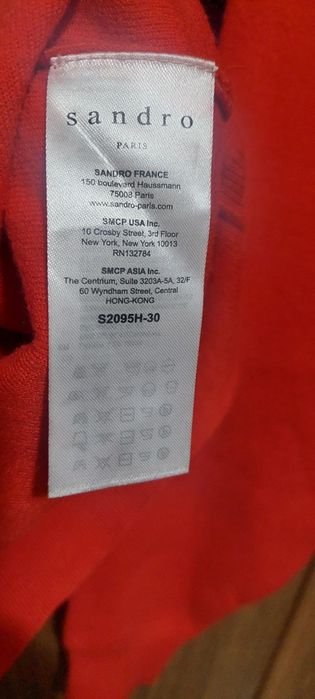 sandro
PARIS
SANDRO FRANCE
150 boulevard Haussmann
75008 Paris
www.sandro-paris.com
SMCP USA Inc.
10 Crosby Street, 3rd Floor
New York, New York 10013
RN132784
SMCP ASIA Inc.
The Centrium, Suite 3203A-5A, 32/F
60 Wyndham Street, Central
HONG-KONG
S2095H-30